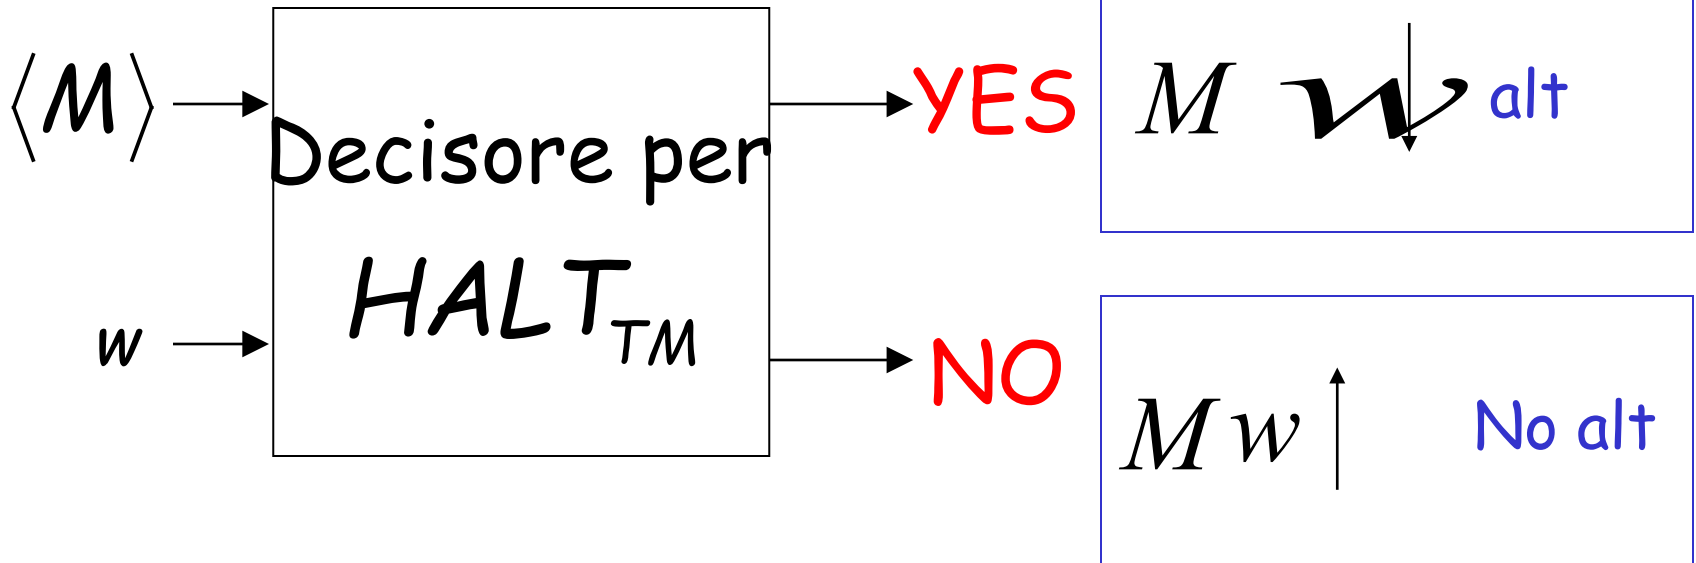 ⟨M⟩
w
Decisore per
HALT_TM
YES
NO
M w ↓ alt
M w ↑ No alt